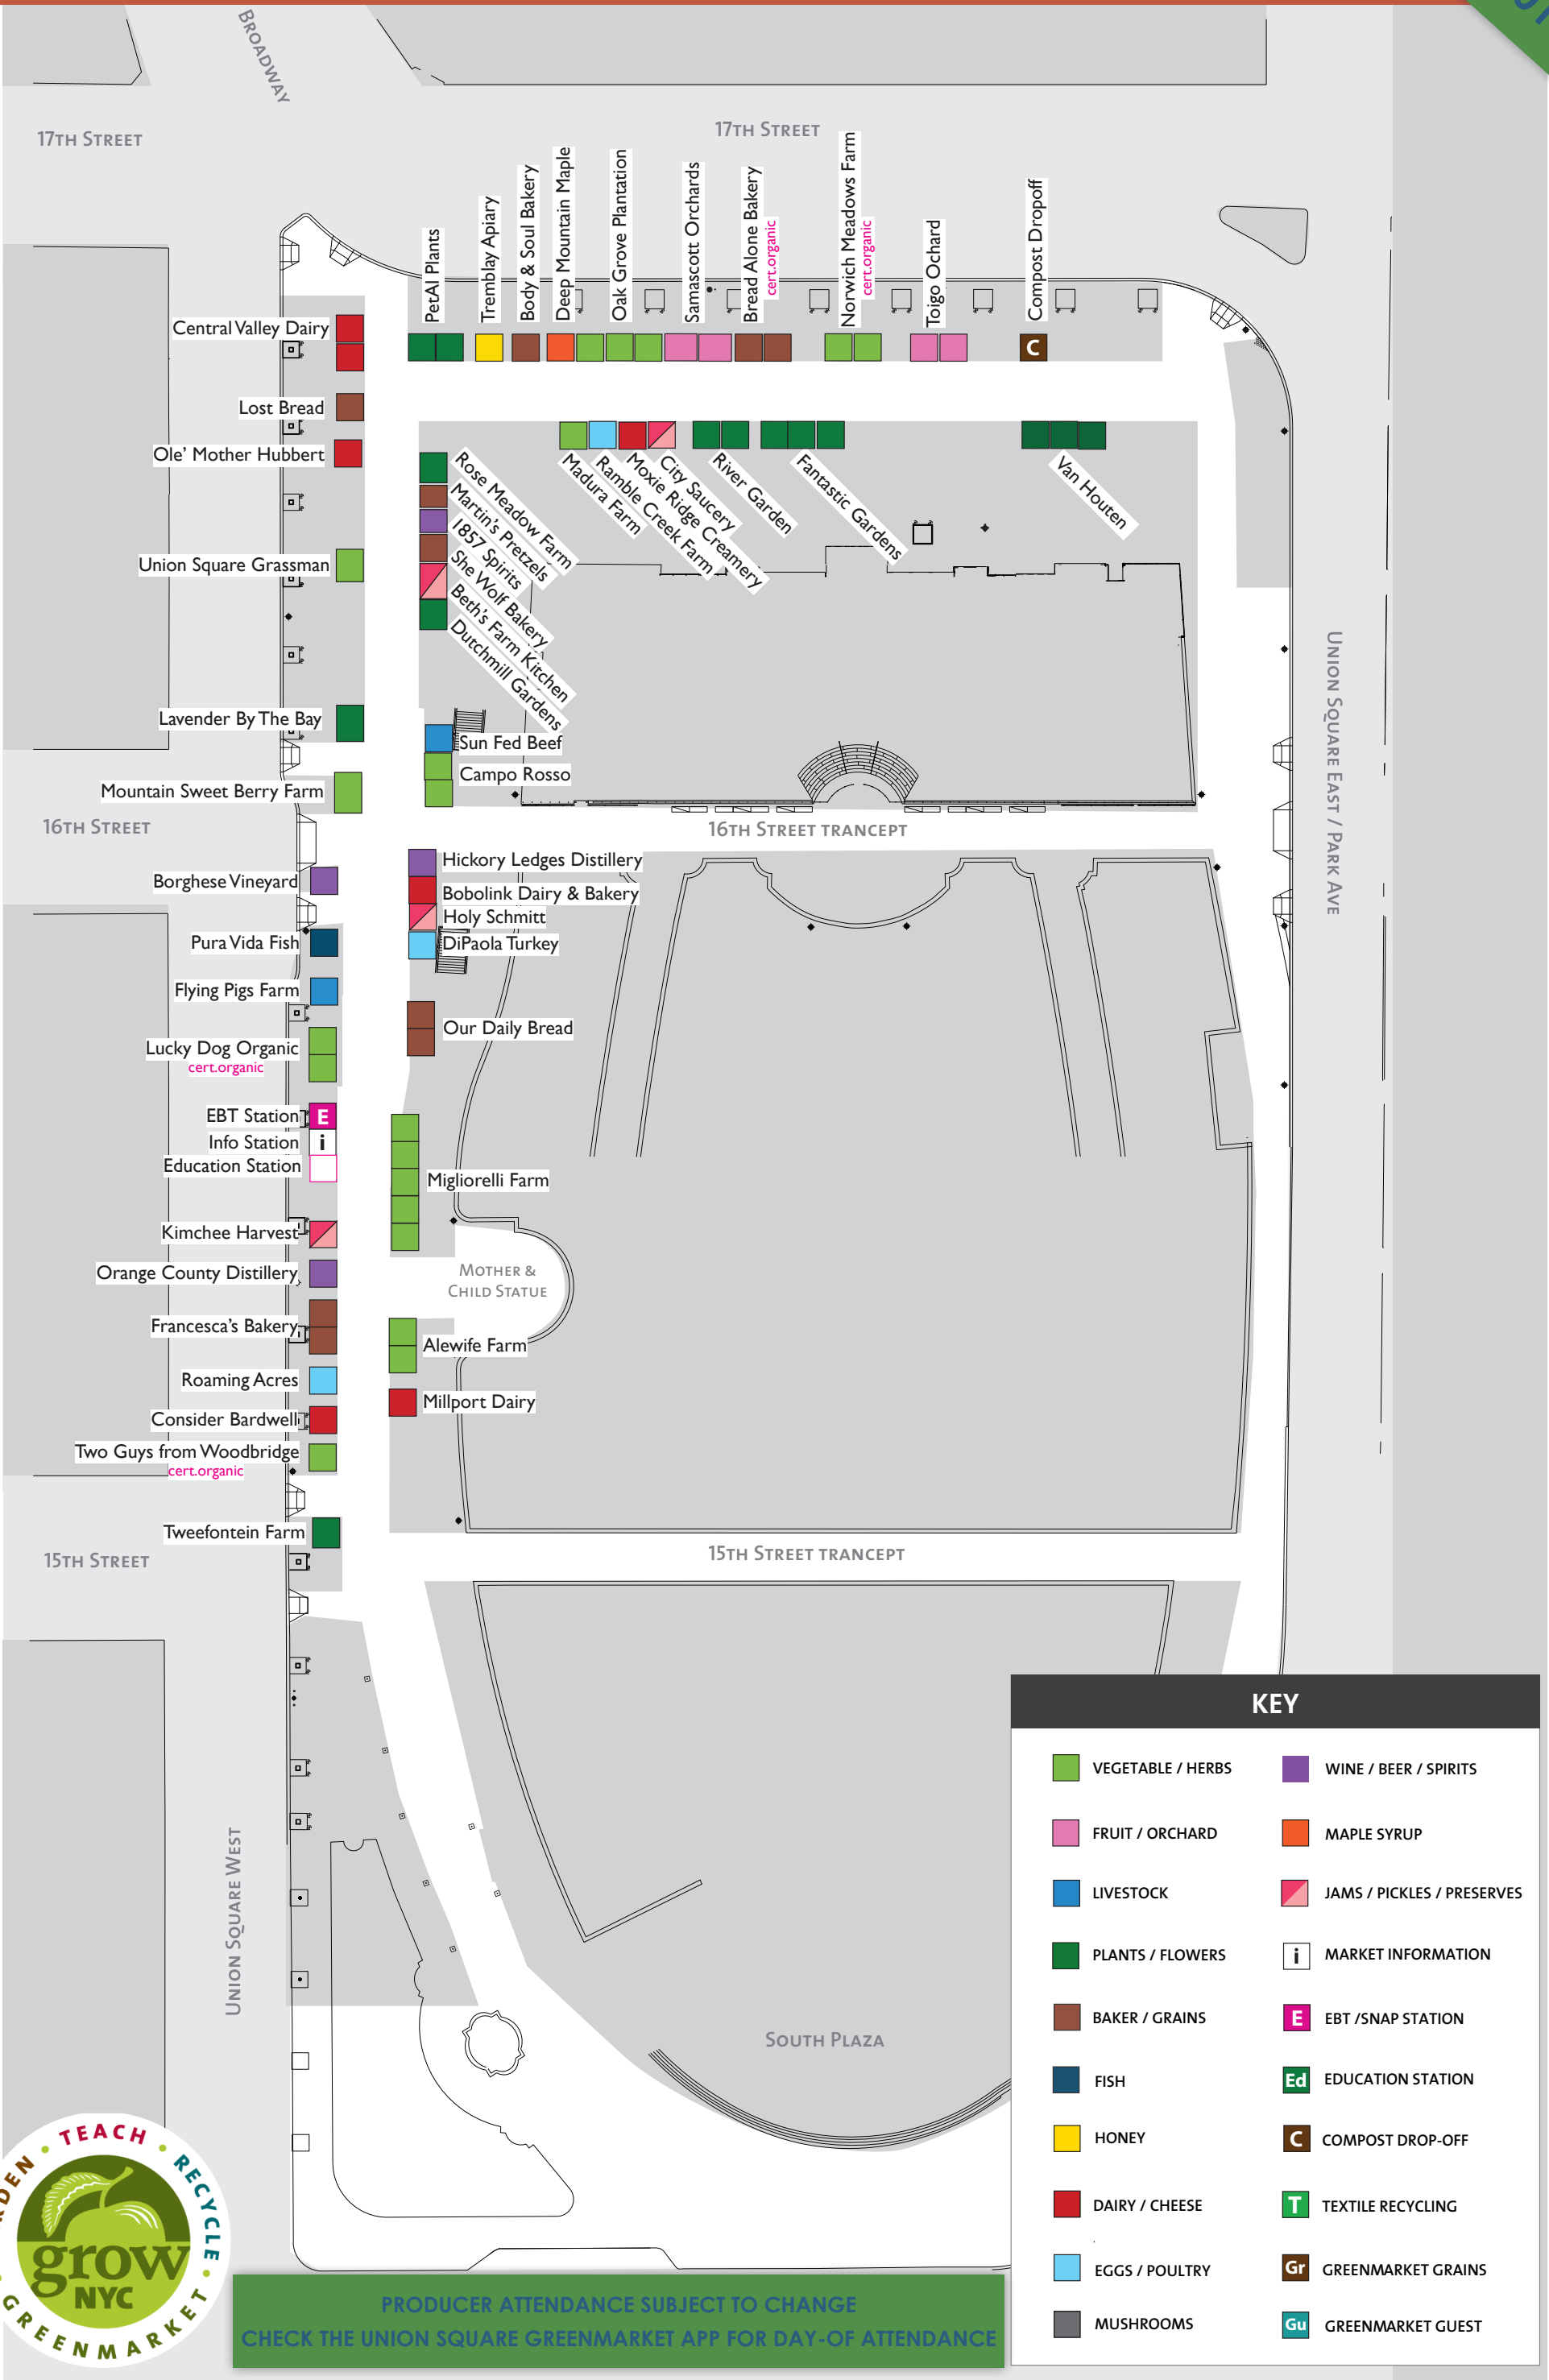 BROADWAY
17TH STREET
17TH STREET
PetAl Plants
Tremblay Apiary
Body & Soul Bakery
Deep Mountain Maple
Oak Grove Plantation
Samascott Orchards
Bread Alone Bakery
cert.organic
Norwich Meadows Farm
cert.organic
Toigo Ochard
Compost Dropoff
C
Central Valley Dairy
Lost Bread
Ole' Mother Hubbert
Union Square Grassman
Lavender By The Bay
Mountain Sweet Berry Farm
Rose Meadow Farm
Martin's Pretzels
1857 Spirits
She Wolf Bakery
Beth's Farm Kitchen
Dutchmill Gardens
Madura Farm
Ramble Creek Farm
Moxie Ridge Creamery
City Saucery
River Garden
Fantastic Gardens
Van Houten
Sun Fed Beef
Campo Rosso
UNION SQUARE EAST / PARK AVE
16TH STREET
16TH STREET TRANCEPT
Borghese Vineyard
Pura Vida Fish
Flying Pigs Farm
Lucky Dog Organic
cert.organic
EBT Station
E
Info Station
i
Education Station
Kimchee Harvest
Orange County Distillery
Francesca's Bakery
Roaming Acres
Consider Bardwell
Two Guys from Woodbridge
cert.organic
Tweefontein Farm
Hickory Ledges Distillery
Bobolink Dairy & Bakery
Holy Schmitt
DiPaola Turkey
Our Daily Bread
Migliorelli Farm
MOTHER &
CHILD STATUE
Alewife Farm
Millport Dairy
15TH STREET
15TH STREET TRANCEPT
UNION SQUARE WEST
SOUTH PLAZA
KEY
VEGETABLE / HERBS
FRUIT / ORCHARD
LIVESTOCK
PLANTS / FLOWERS
BAKER / GRAINS
FISH
HONEY
DAIRY / CHEESE
EGGS / POULTRY
MUSHROOMS
WINE / BEER / SPIRITS
MAPLE SYRUP
JAMS / PICKLES / PRESERVES
i MARKET INFORMATION
E EBT /SNAP STATION
Ed EDUCATION STATION
C COMPOST DROP-OFF
T TEXTILE RECYCLING
Gr GREENMARKET GRAINS
Gu GREENMARKET GUEST
TEACH • RECYCLE
grow
NYC
GREENMARKET
PRODUCER ATTENDANCE SUBJECT TO CHANGE
CHECK THE UNION SQUARE GREENMARKET APP FOR DAY-OF ATTENDANCE